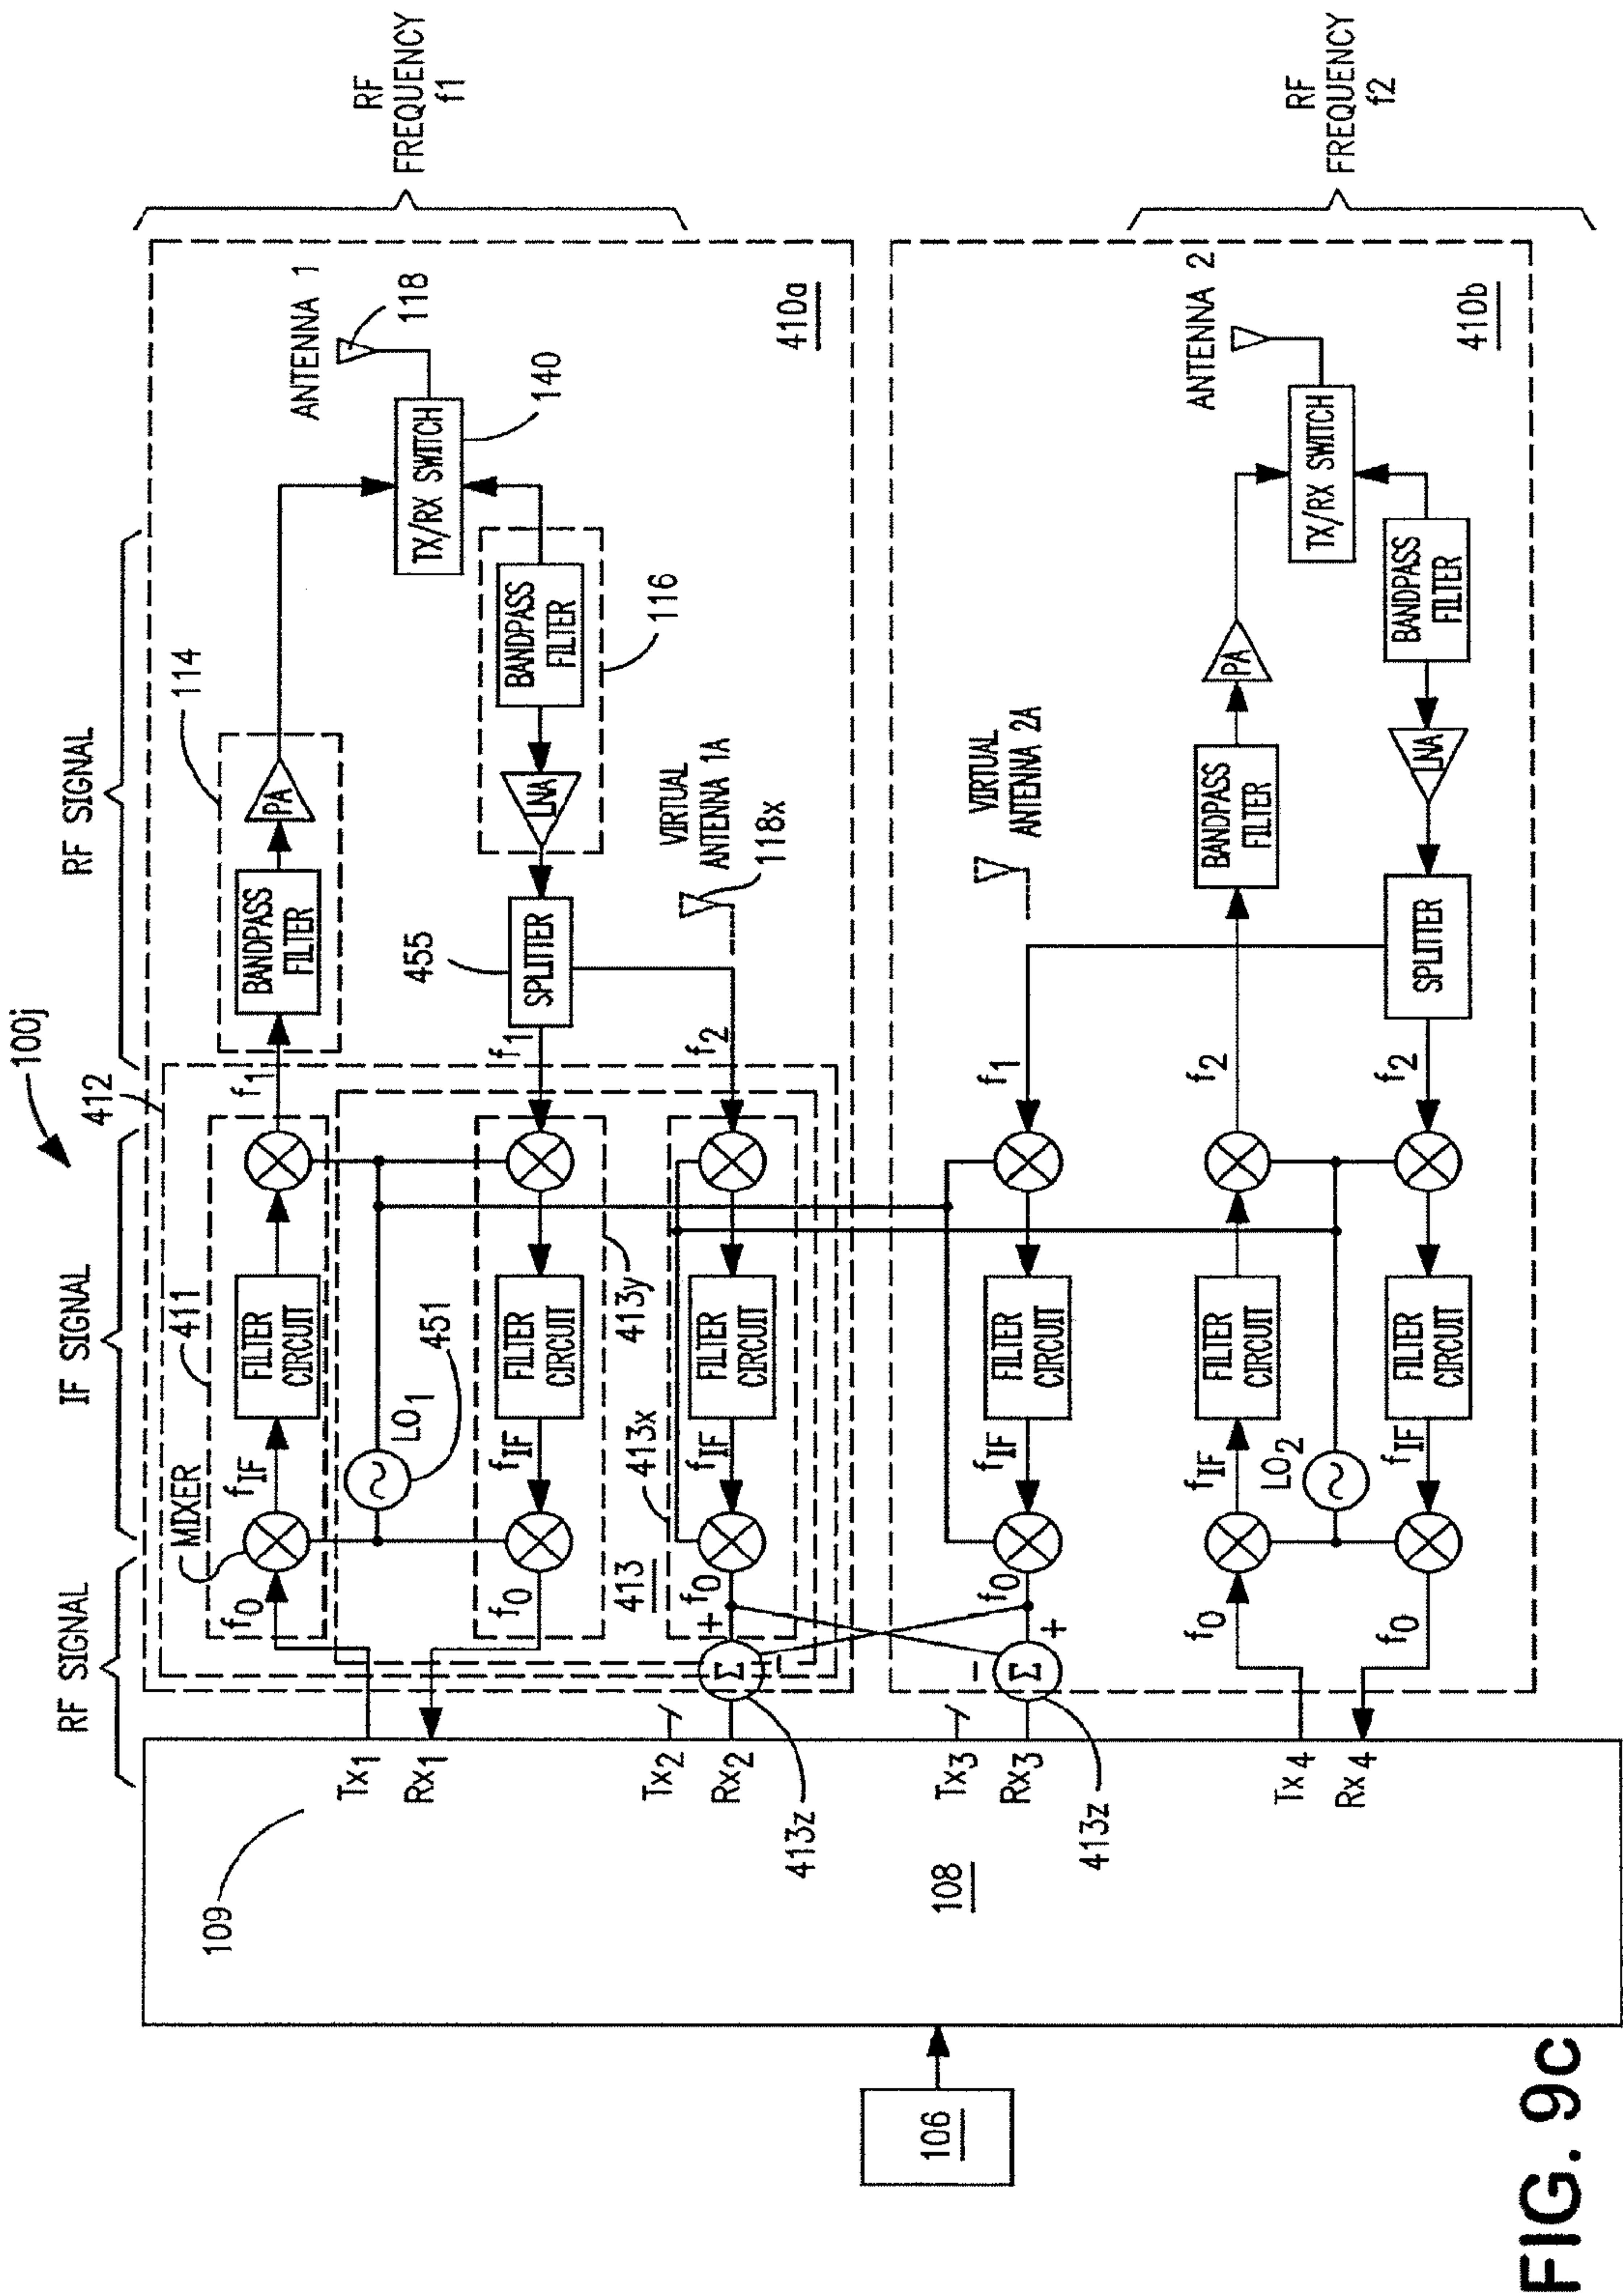 100j
RF SIGNAL
IF SIGNAL
RF SIGNAL
RF
FREQUENCY
f1
RF
FREQUENCY
f2
109
Tx1
Rx1
Tx2
Rx2
413z
108
Tx3
Rx3
413z
Tx4
Rx4
106
412
MIXER
411
f0
fIF
FILTER
CIRCUIT
f1
114
BANDPASS
FILTER
PA
ANTENNA 1
118
TX/RX SWITCH
140
LO1
451
f0
fIF
FILTER
CIRCUIT
413y
f1
455
SPLITTER
LNA
BANDPASS
FILTER
116
413
413x
+
f0
fIF
FILTER
CIRCUIT
f2
VIRTUAL
ANTENNA 1A
118x
Σ
−
410a
−
Σ
+
f0
fIF
FILTER
CIRCUIT
f1
VIRTUAL
ANTENNA 2A
f0
fIF
FILTER
CIRCUIT
f2
BANDPASS
FILTER
PA
ANTENNA 2
TX/RX SWITCH
LO2
f0
fIF
FILTER
CIRCUIT
f2
SPLITTER
LNA
BANDPASS
FILTER
410b
FIG. 9c